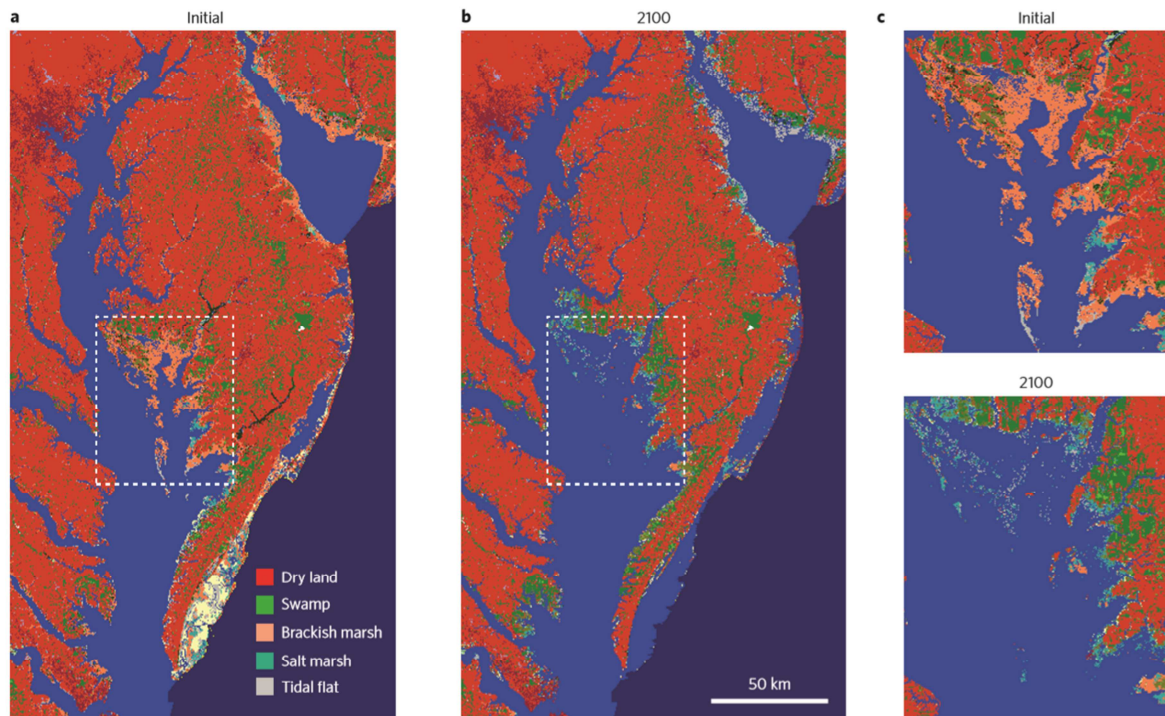 a
Initial
b
2100
c
Initial
2100
Dry land
Swamp
Brackish marsh
Salt marsh
Tidal flat
50 km